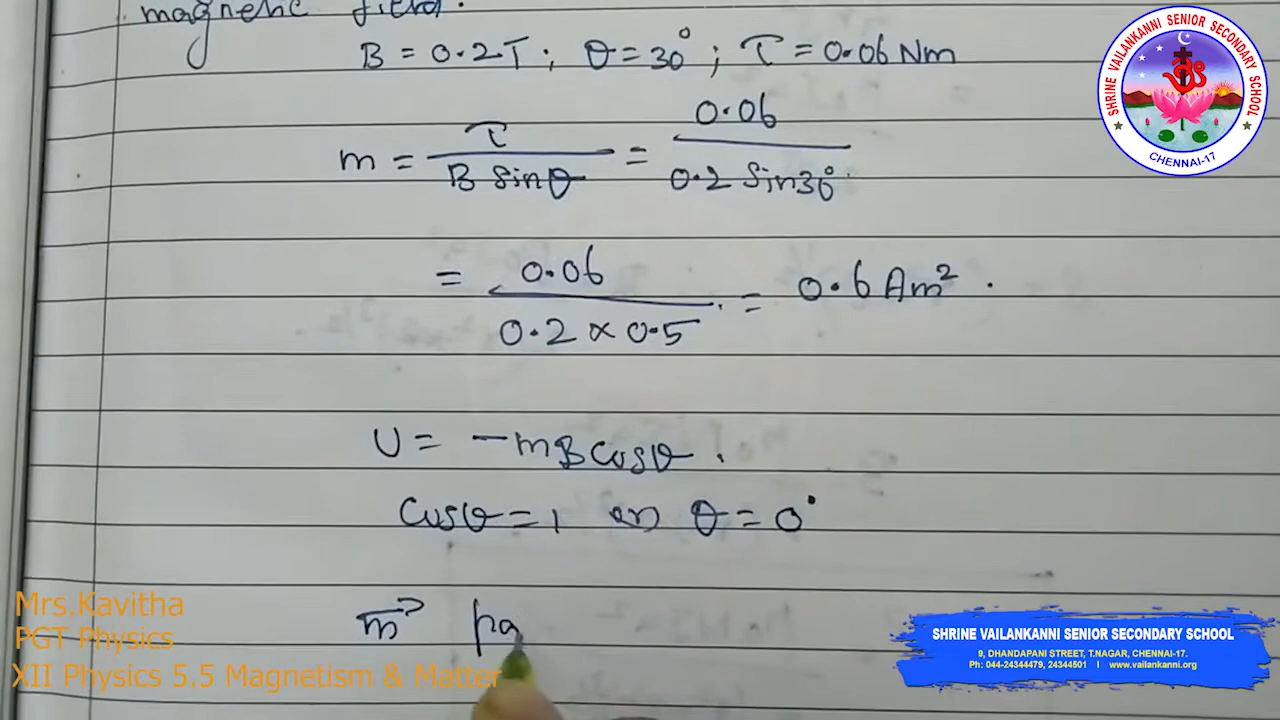 magnetic field.
B = 0.2T ; θ = 30° ; τ = 0.06 Nm
m = τ / B Sinθ = 0.06 / 0.2 Sin30°
= 0.06 / 0.2 × 0.5 = 0.6 Am² .
U = -mB Cosθ .
Cosθ = 1 or θ = 0°
m⃗ pa
SHRINE VAILANKANNI SENIOR SECONDARY SCHOOL
CHENNAI-17
Mrs.Kavitha
PGT Physics
XII Physics 5.5 Magnetism & Matter
SHRINE VAILANKANNI SENIOR SECONDARY SCHOOL
9, DHANDAPANI STREET, T.NAGAR, CHENNAI-17.
Ph: 044-24344479, 24344501 | www.vailankanni.org